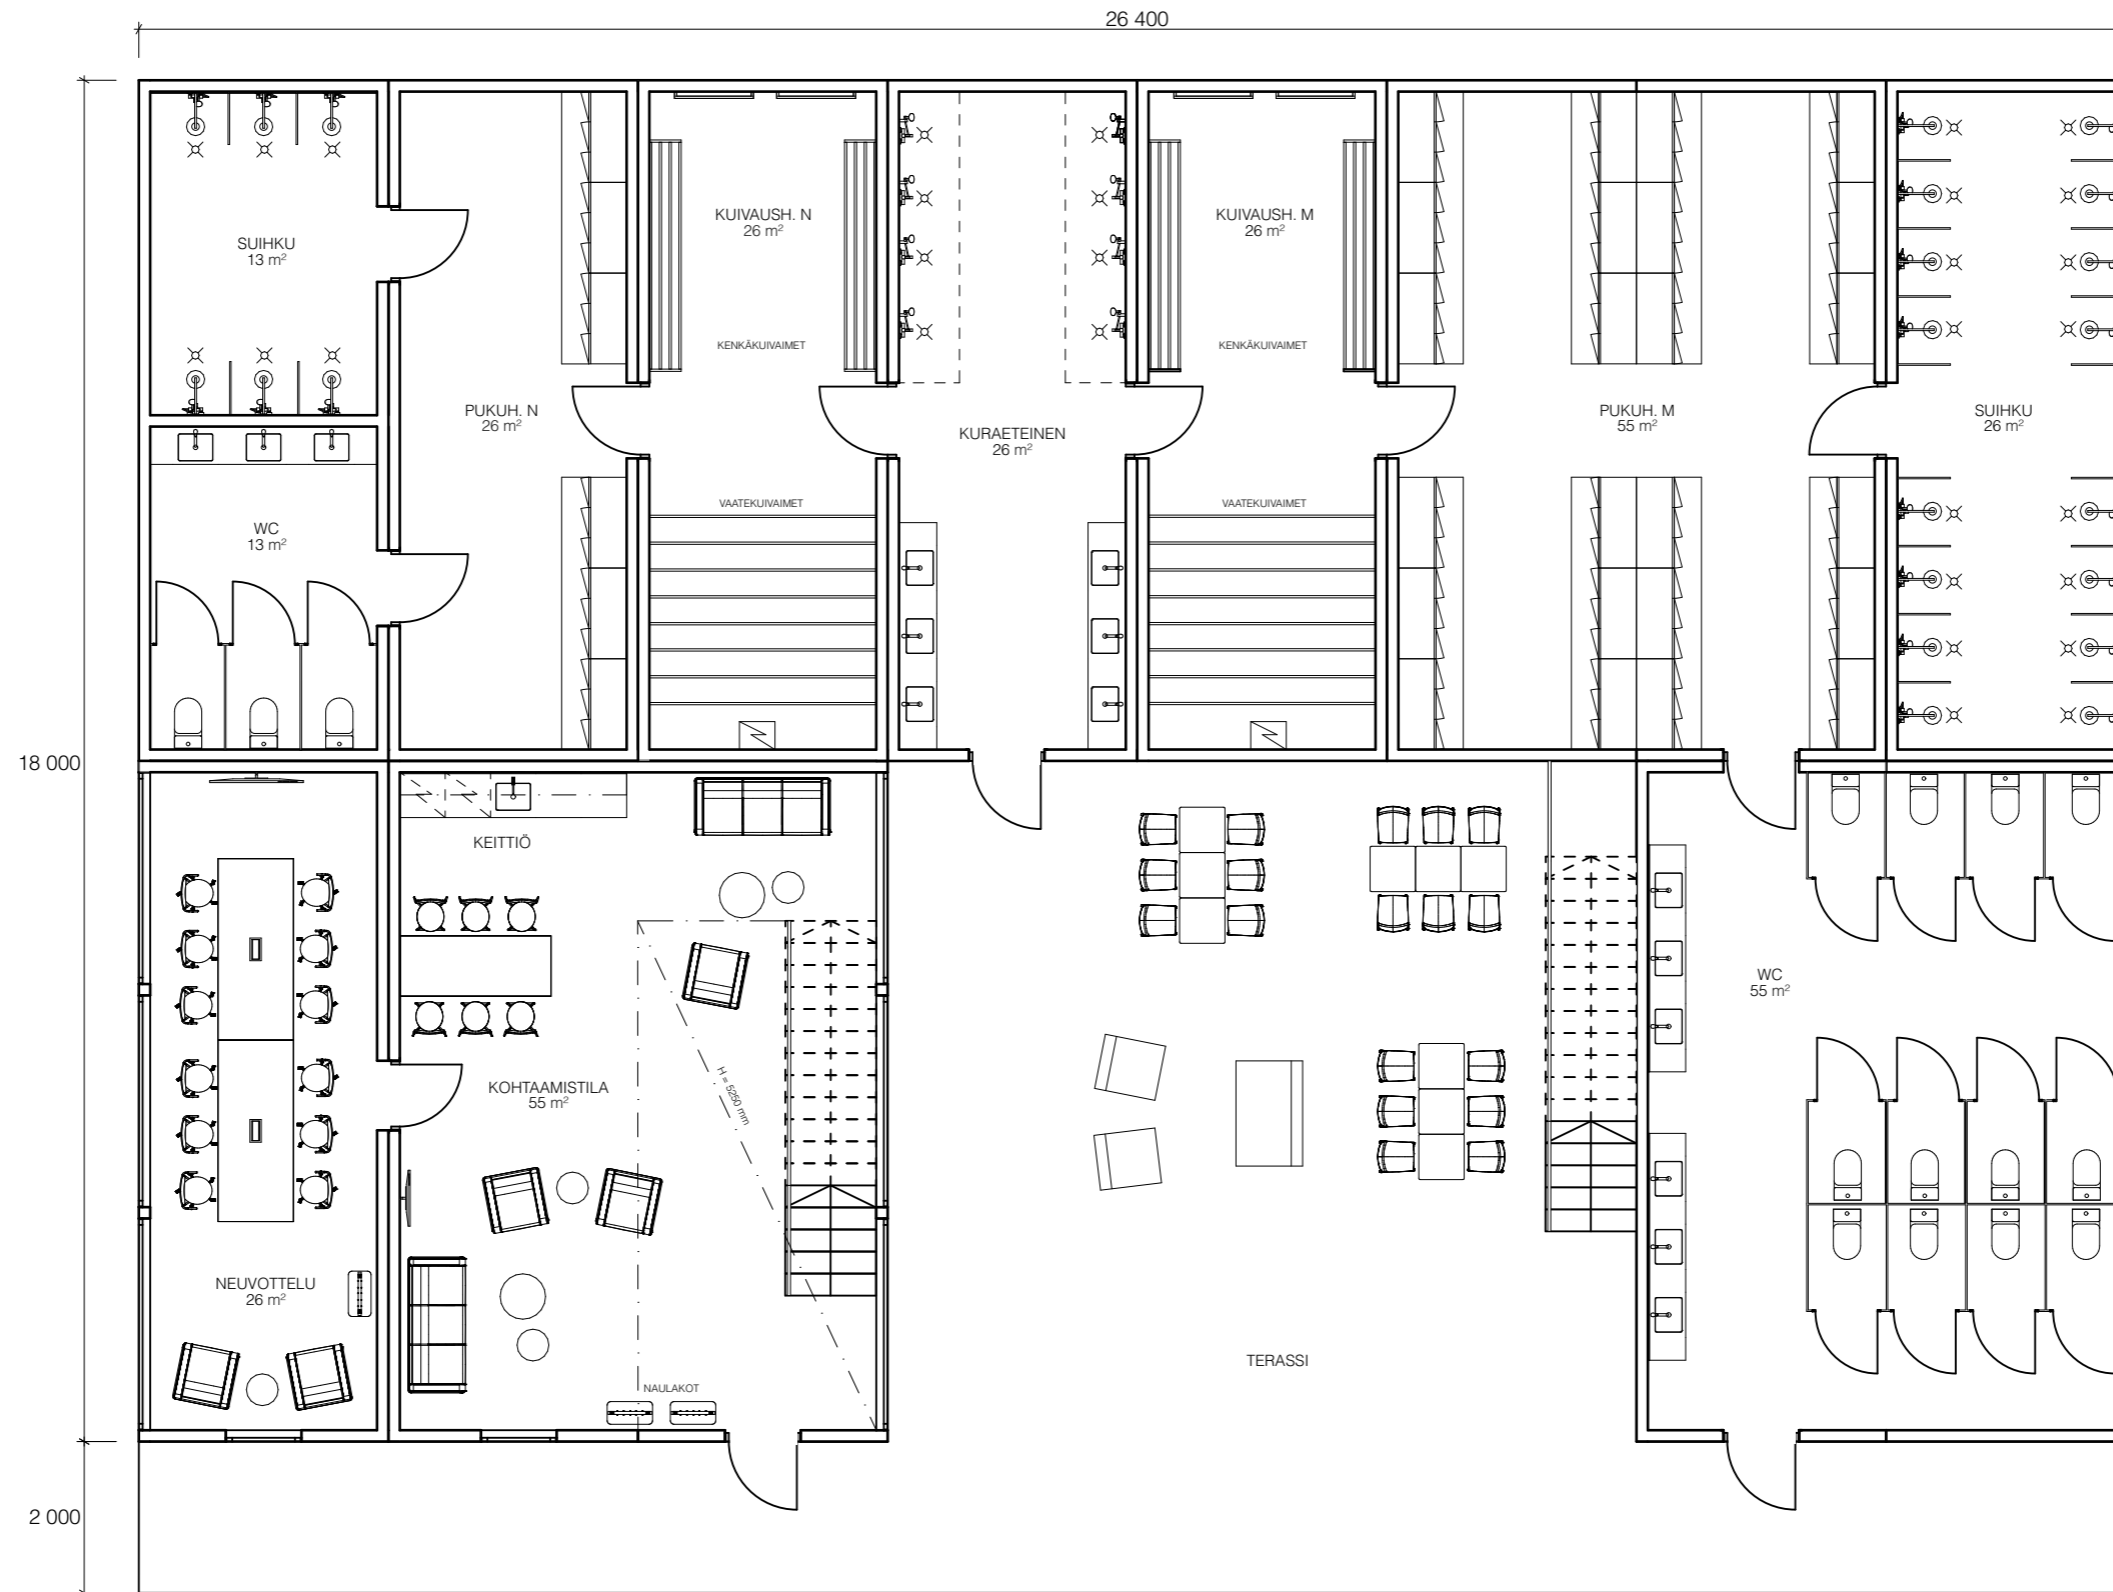 26 400
SUIHKU
13 m²
PUKUH. N
26 m²
KUIVAUSH. N
26 m²
KENKÄKUIVAIMET
VAATEKUIVAIMET
KURAETEINEN
26 m²
KUIVAUSH. M
26 m²
KENKÄKUIVAIMET
VAATEKUIVAIMET
PUKUH. M
55 m²
SUIHKU
26 m²
WC
13 m²
18 000
KEITTIÖ
WC
55 m²
KOHTAAMISTILA
55 m²
H = 5250 mm
NEUVOTTELU
26 m²
TERASSI
NAULAKOT
2 000